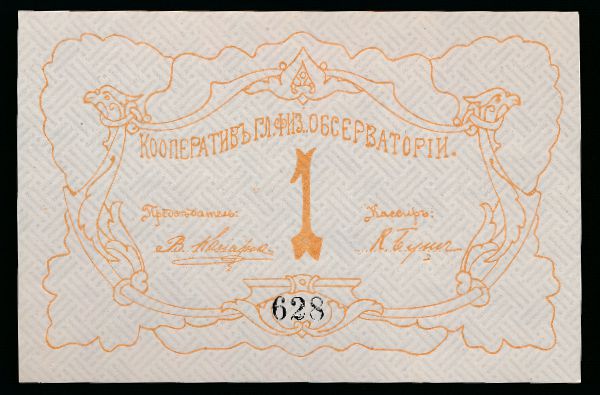 КООПЕРАТИВЪ ГЛ. ФИЗ. ОБСЕРВАТОРІИ.
1
Предсѣдатель: Кассиръ:
628